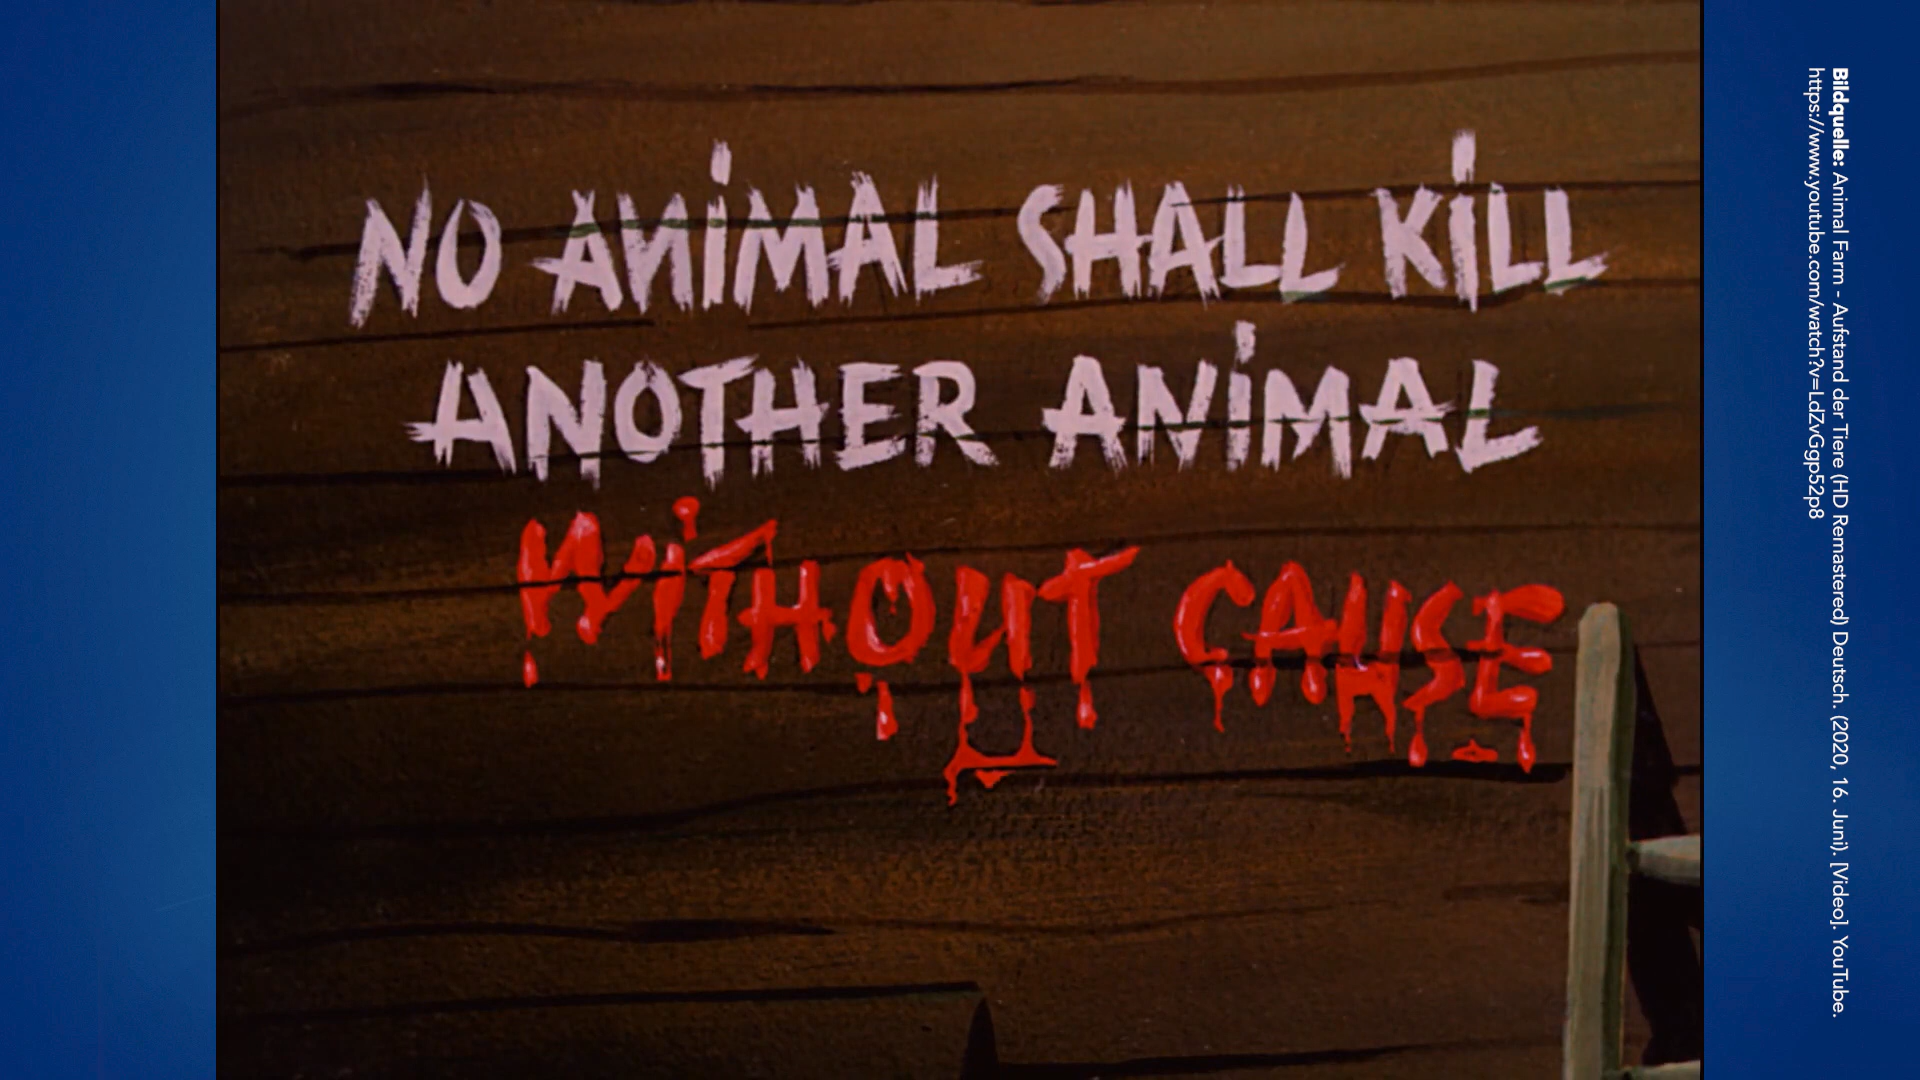 NO ANiMAL SHALL KiLL
ANOTHER ANiMAL
WiTHOUT CAUSE
Bildquelle: Animal Farm - Aufstand der Tiere (HD Remastered) Deutsch. (2020, 16. Juni). [Video]. YouTube.
https://www.youtube.com/watch?v=LdZvGgp52p8